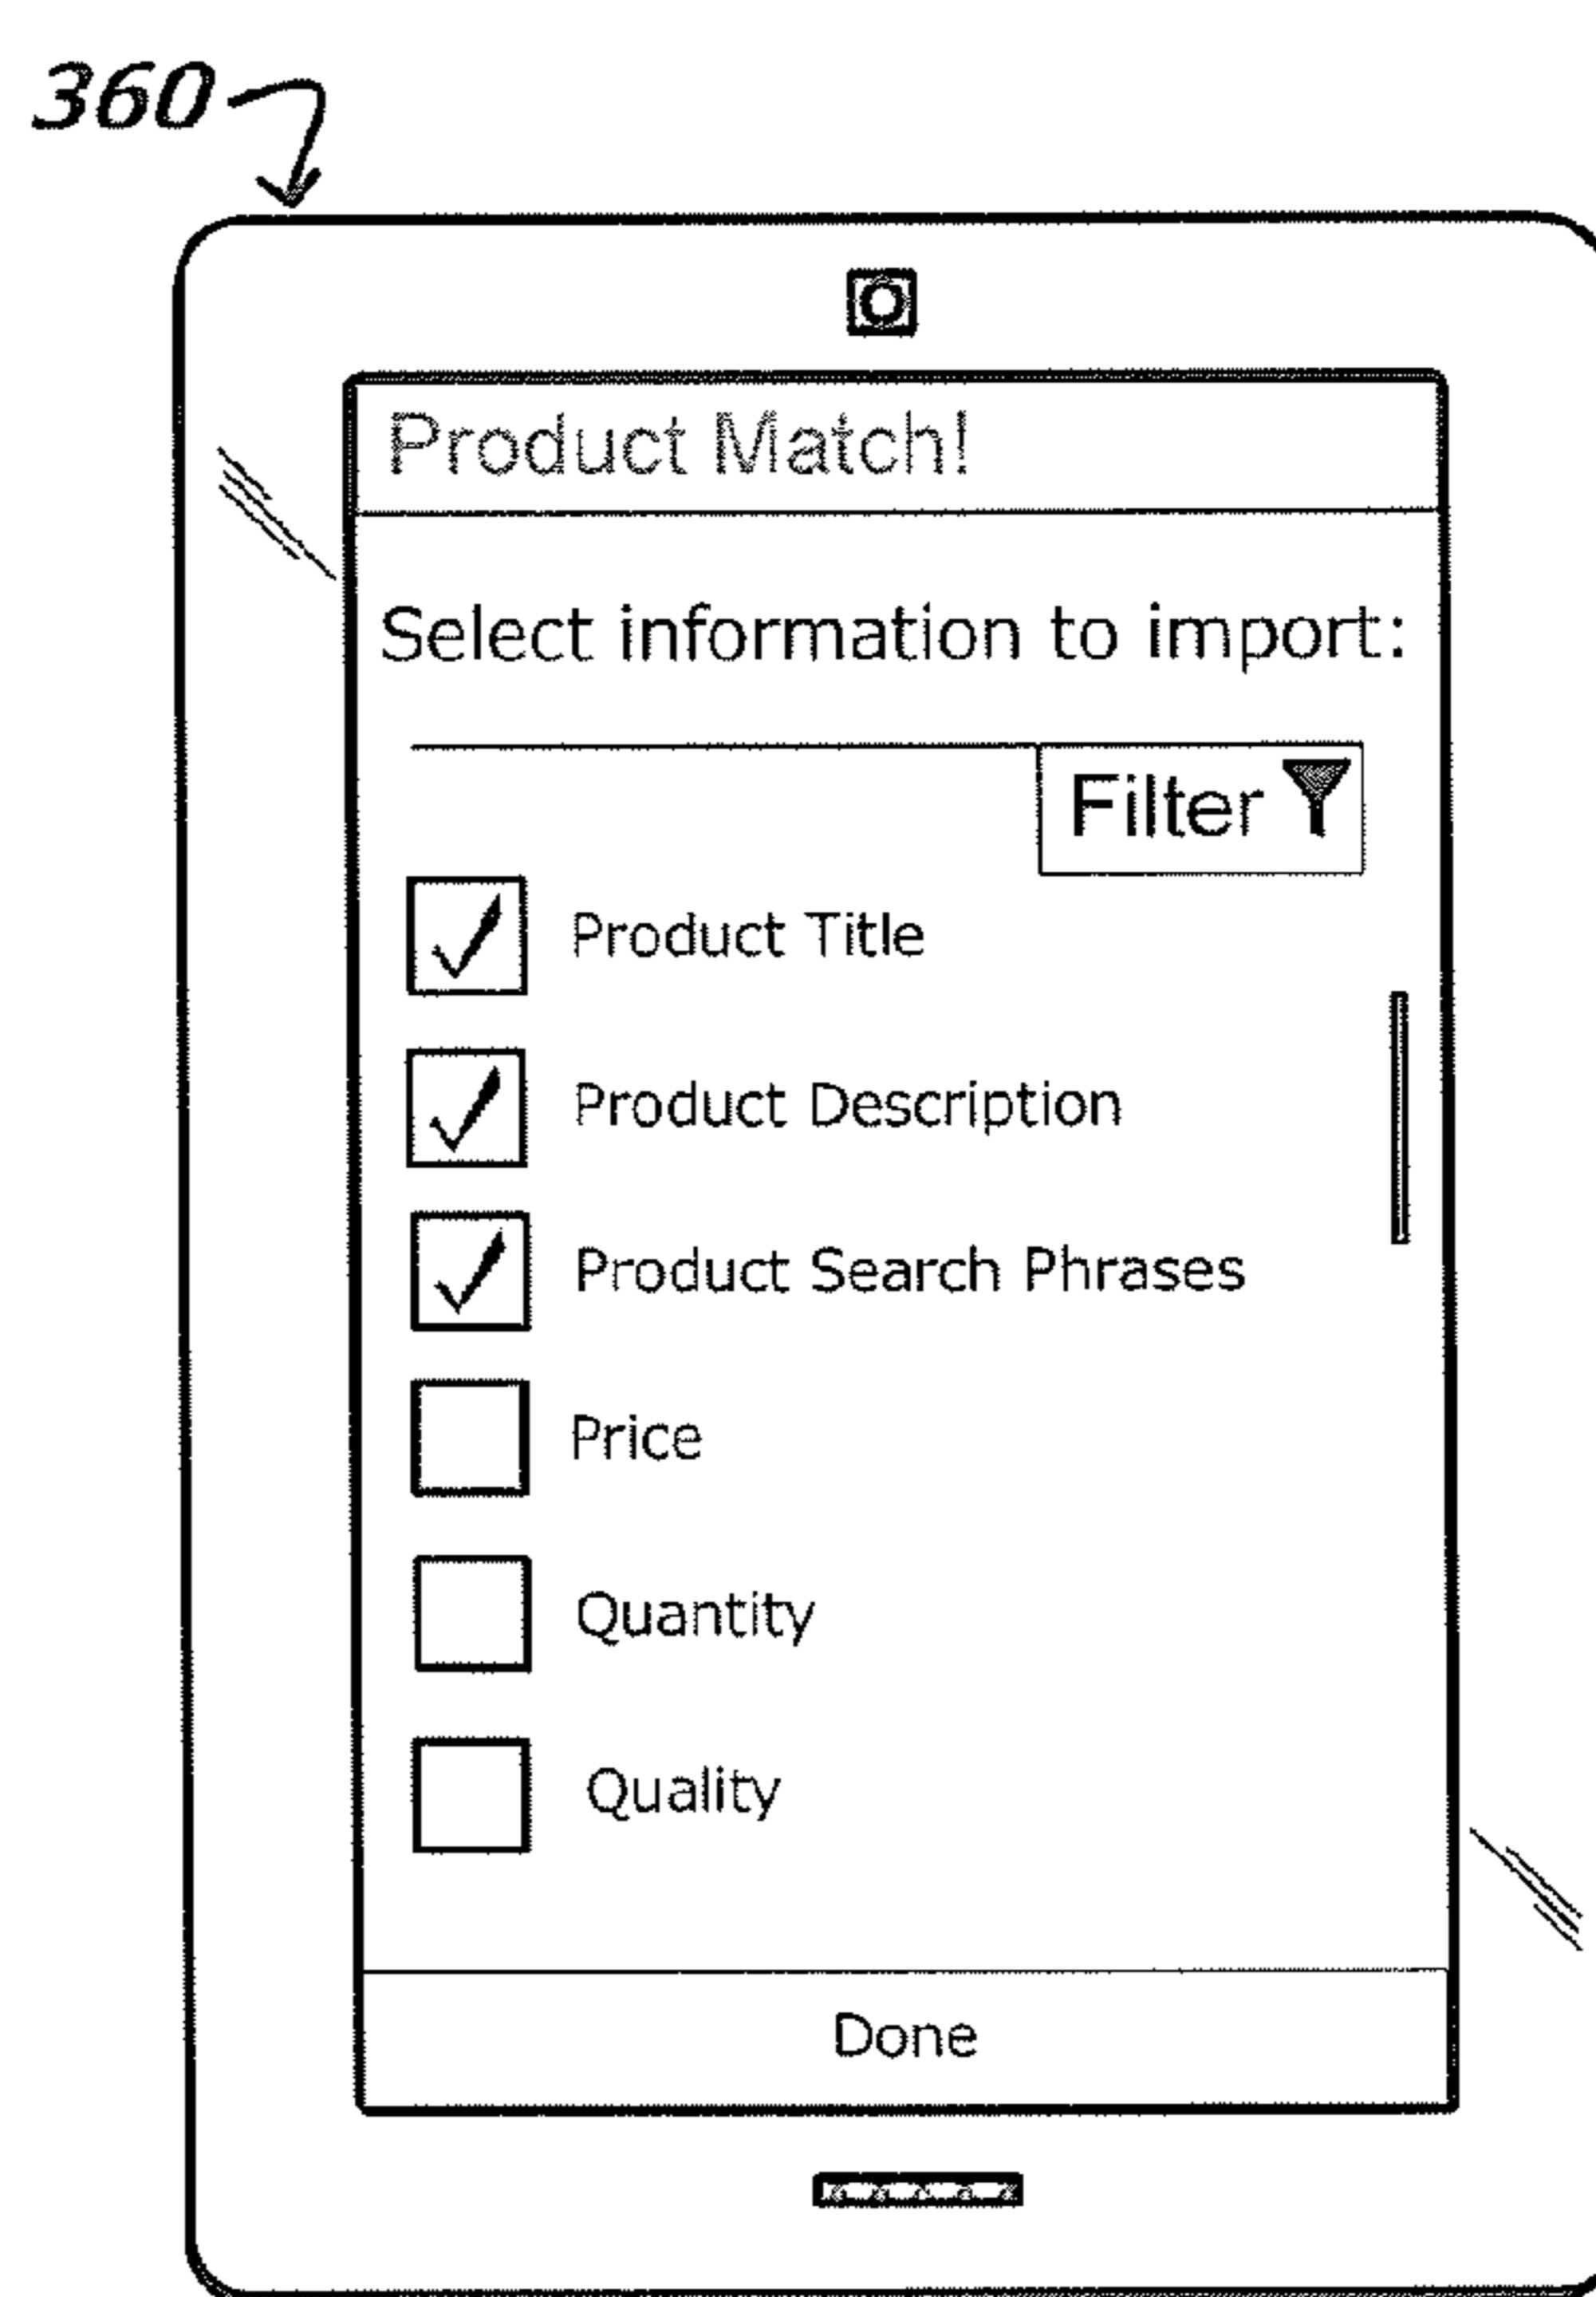 360
Product Match!
Select information to import:
Filter
Product Title
Product Description
Product Search Phrases
Price
Quantity
Quality
Done